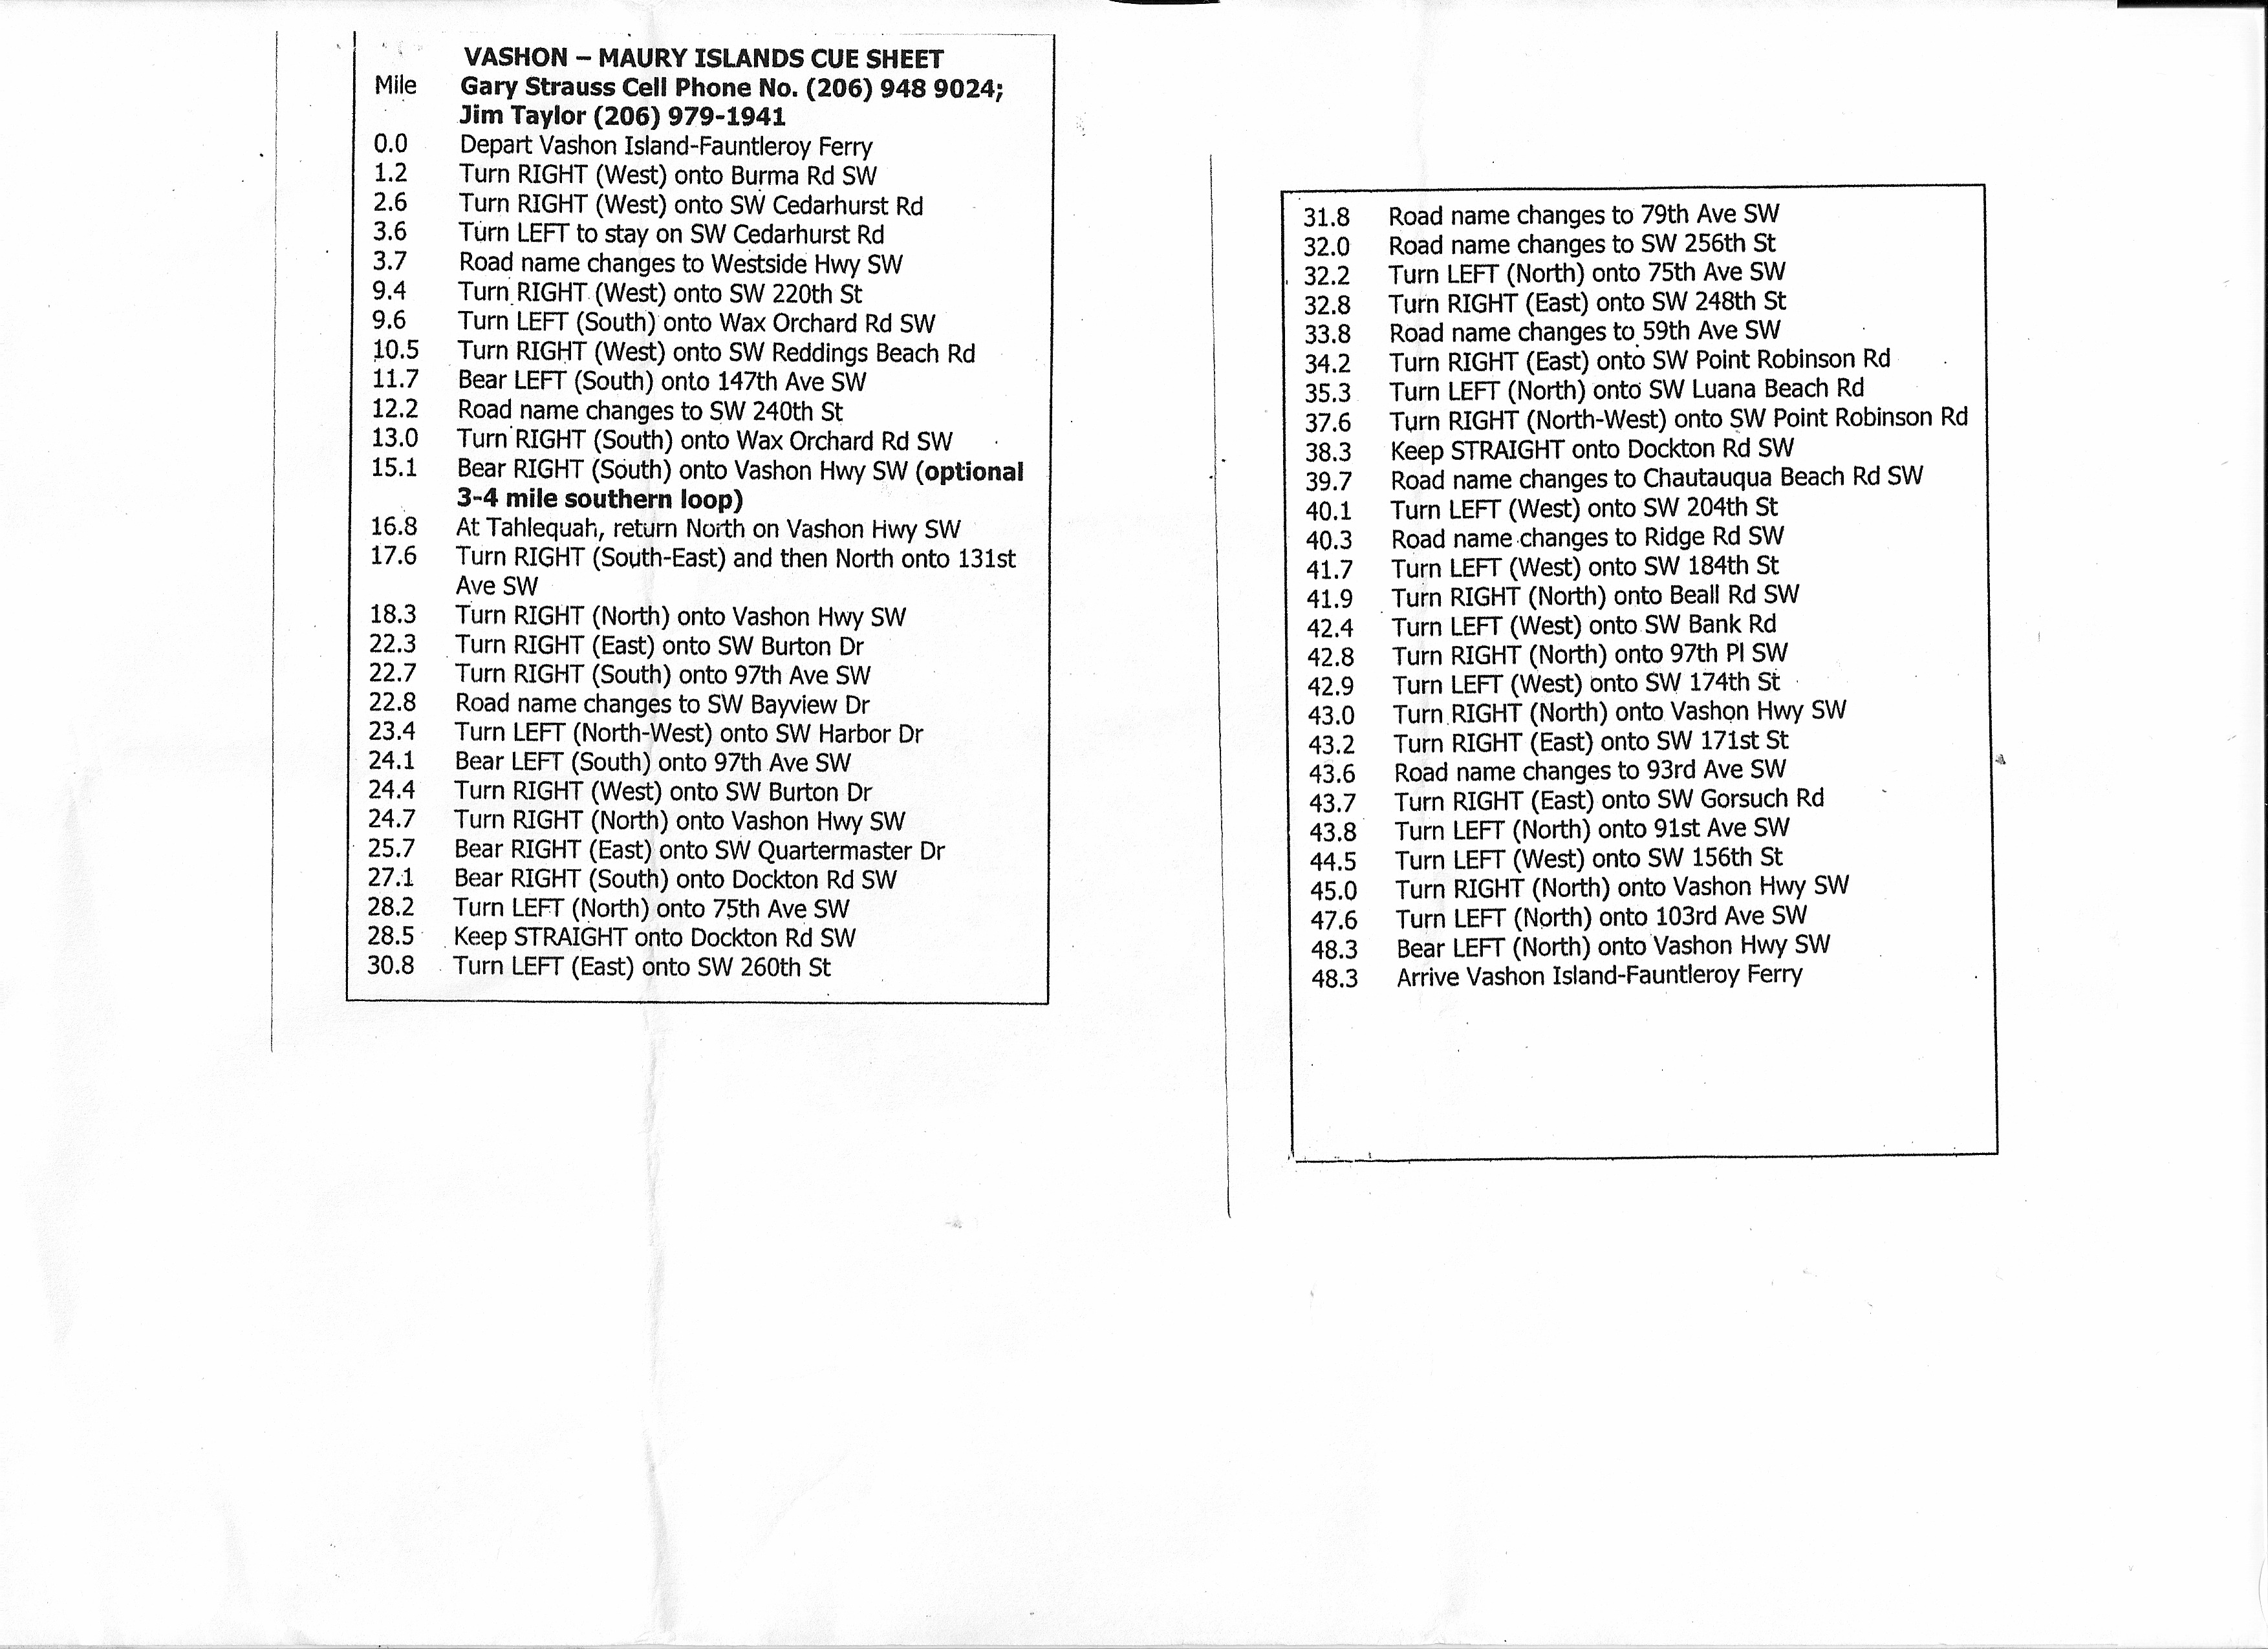 VASHON – MAURY ISLANDS CUE SHEET
Mile Gary Strauss Cell Phone No. (206) 948 9024;
Jim Taylor (206) 979-1941
0.0 Depart Vashon Island-Fauntleroy Ferry
1.2 Turn RIGHT (West) onto Burma Rd SW
2.6 Turn RIGHT (West) onto SW Cedarhurst Rd
3.6 Turn LEFT to stay on SW Cedarhurst Rd
3.7 Road name changes to Westside Hwy SW
9.4 Turn RIGHT (West) onto SW 220th St
9.6 Turn LEFT (South) onto Wax Orchard Rd SW
10.5 Turn RIGHT (West) onto SW Reddings Beach Rd
11.7 Bear LEFT (South) onto 147th Ave SW
12.2 Road name changes to SW 240th St
13.0 Turn RIGHT (South) onto Wax Orchard Rd SW
15.1 Bear RIGHT (South) onto Vashon Hwy SW (optional
3-4 mile southern loop)
16.8 At Tahlequah, return North on Vashon Hwy SW
17.6 Turn RIGHT (South-East) and then North onto 131st
Ave SW
18.3 Turn RIGHT (North) onto Vashon Hwy SW
22.3 Turn RIGHT (East) onto SW Burton Dr
22.7 Turn RIGHT (South) onto 97th Ave SW
22.8 Road name changes to SW Bayview Dr
23.4 Turn LEFT (North-West) onto SW Harbor Dr
24.1 Bear LEFT (South) onto 97th Ave SW
24.4 Turn RIGHT (West) onto SW Burton Dr
24.7 Turn RIGHT (North) onto Vashon Hwy SW
25.7 Bear RIGHT (East) onto SW Quartermaster Dr
27.1 Bear RIGHT (South) onto Dockton Rd SW
28.2 Turn LEFT (North) onto 75th Ave SW
28.5 Keep STRAIGHT onto Dockton Rd SW
30.8 Turn LEFT (East) onto SW 260th St
31.8 Road name changes to 79th Ave SW
32.0 Road name changes to SW 256th St
32.2 Turn LEFT (North) onto 75th Ave SW
32.8 Turn RIGHT (East) onto SW 248th St
33.8 Road name changes to 59th Ave SW
34.2 Turn RIGHT (East) onto SW Point Robinson Rd
35.3 Turn LEFT (North) onto SW Luana Beach Rd
37.6 Turn RIGHT (North-West) onto SW Point Robinson Rd
38.3 Keep STRAIGHT onto Dockton Rd SW
39.7 Road name changes to Chautauqua Beach Rd SW
40.1 Turn LEFT (West) onto SW 204th St
40.3 Road name changes to Ridge Rd SW
41.7 Turn LEFT (West) onto SW 184th St
41.9 Turn RIGHT (North) onto Beall Rd SW
42.4 Turn LEFT (West) onto SW Bank Rd
42.8 Turn RIGHT (North) onto 97th Pl SW
42.9 Turn LEFT (West) onto SW 174th St
43.0 Turn RIGHT (North) onto Vashon Hwy SW
43.2 Turn RIGHT (East) onto SW 171st St
43.6 Road name changes to 93rd Ave SW
43.7 Turn RIGHT (East) onto SW Gorsuch Rd
43.8 Turn LEFT (North) onto 91st Ave SW
44.5 Turn LEFT (West) onto SW 156th St
45.0 Turn RIGHT (North) onto Vashon Hwy SW
47.6 Turn LEFT (North) onto 103rd Ave SW
48.3 Bear LEFT (North) onto Vashon Hwy SW
48.3 Arrive Vashon Island-Fauntleroy Ferry